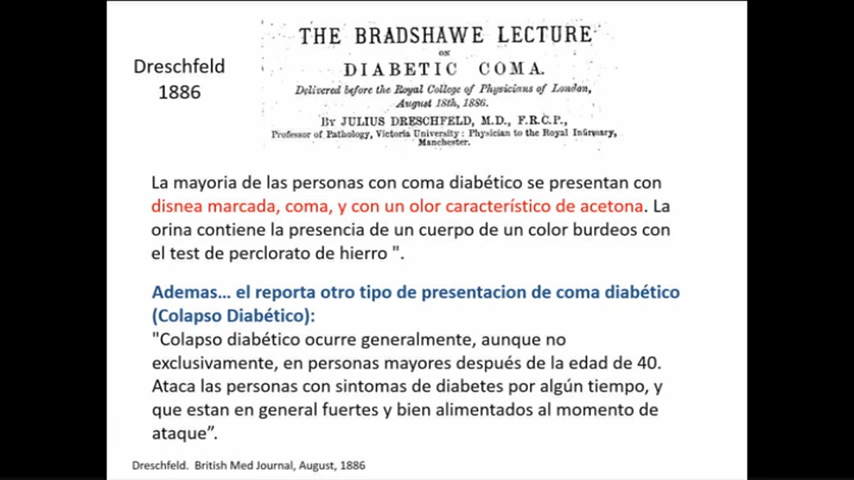 THE BRADSHAWE LECTURE
ON
DIABETIC COMA.
Delivered before the Royal College of Physicians of London,
August 18th, 1886.
By JULIUS DRESCHFELD, M.D., F.R.C.P.,
Professor of Pathology, Victoria University: Physician to the Royal Infirmary,
Manchester.
Dreschfeld
1886
La mayoria de las personas con coma diabético se presentan con
disnea marcada, coma, y con un olor característico de acetona. La
orina contiene la presencia de un cuerpo de un color burdeos con
el test de perclorato de hierro ".
Ademas... el reporta otro tipo de presentacion de coma diabético
(Colapso Diabético):
"Colapso diabético ocurre generalmente, aunque no
exclusivamente, en personas mayores después de la edad de 40.
Ataca las personas con sintomas de diabetes por algún tiempo, y
que estan en general fuertes y bien alimentados al momento de
ataque”.
Dreschfeld. British Med Journal, August, 1886